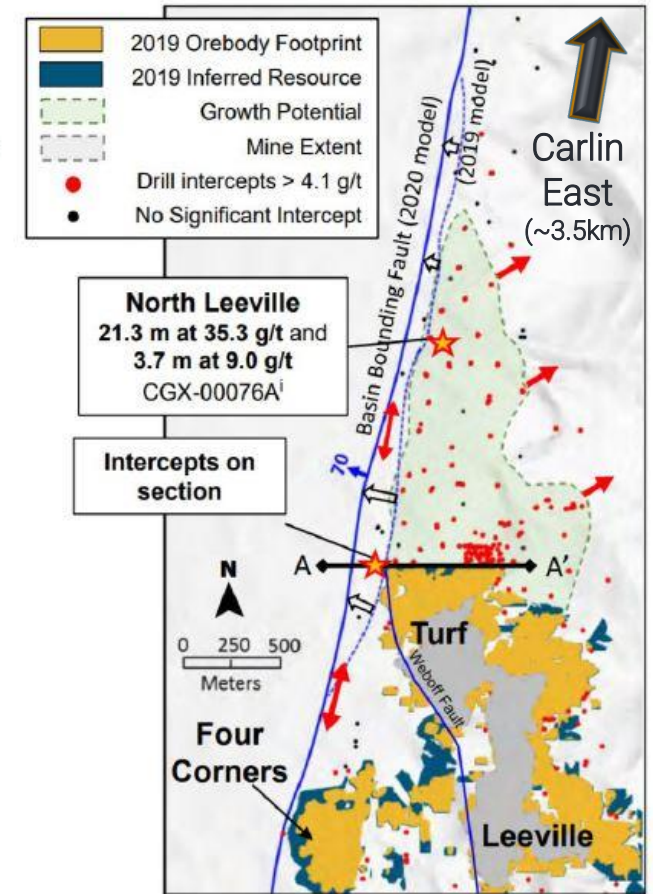 2019 Orebody Footprint
2019 Inferred Resource
Growth Potential
Mine Extent
Drill intercepts > 4.1 g/t
No Significant Intercept
Carlin
East
(~3.5km)
Basin Bounding Fault (2020 model)
(2019 model)
North Leeville
21.3 m at 35.3 g/t and
3.7 m at 9.0 g/t
CGX-00076Aⁱ
70
Intercepts on
section
A
A'
N
0 250 500
Meters
Turf
Weboff Fault
Four
Corners
Leeville